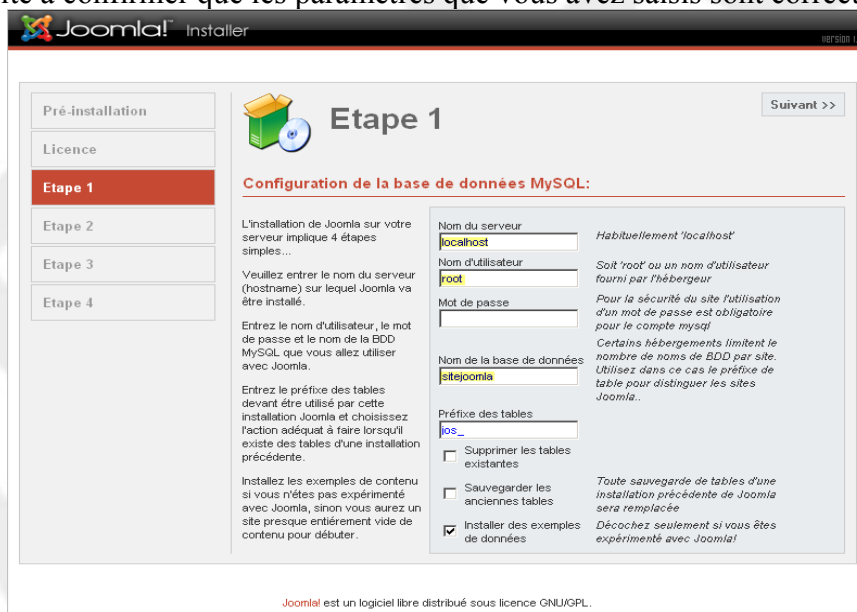 ité à confirmer que les paramètres que vous avez saisis sont correct
Joomla! Installer
version
Pré-installation
Licence
Etape 1
Etape 2
Etape 3
Etape 4
Etape 1
Suivant >>
Configuration de la base de données MySQL:
L'installation de Joomla sur votre
serveur implique 4 étapes
simples...
Veuillez entrer le nom du serveur
(hostname) sur lequel Joomla va
être installé.
Entrez le nom d'utilisateur, le mot
de passe et le nom de la BDD
MySQL que vous allez utiliser
avec Joomla.
Entrez le préfixe des tables
devant être utilisé par cette
installation Joomla et choisissez
l'action adéquat à faire lorsqu'il
existe des tables d'une installation
précédente.
Installez les exemples de contenu
si vous n'êtes pas expérimenté
avec Joomla, sinon vous aurez un
site presque entièrement vide de
contenu pour débuter.
Nom du serveur
localhost
Habituellement 'localhost'
Nom d'utilisateur
root
Soit 'root' ou un nom d'utilisateur
fourni par l'hébergeur
Mot de passe
Pour la sécurité du site l'utilisation
d'un mot de passe est obligatoire
pour le compte mysql
Nom de la base de données
sitejoomla
Certains hébergements limitent le
nombre de noms de BDD par site.
Utilisez dans ce cas le préfixe de
table pour distinguer les sites
Joomla..
Préfixe des tables
jos_
Supprimer les tables
existantes
Sauvegarder les
anciennes tables
Toute sauvegarde de tables d'une
installation précédente de Joomla
sera remplacée
Installer des exemples
de données
Décochez seulement si vous êtes
expérimenté avec Joomla!
Joomla! est un logiciel libre distribué sous licence GNU/GPL.